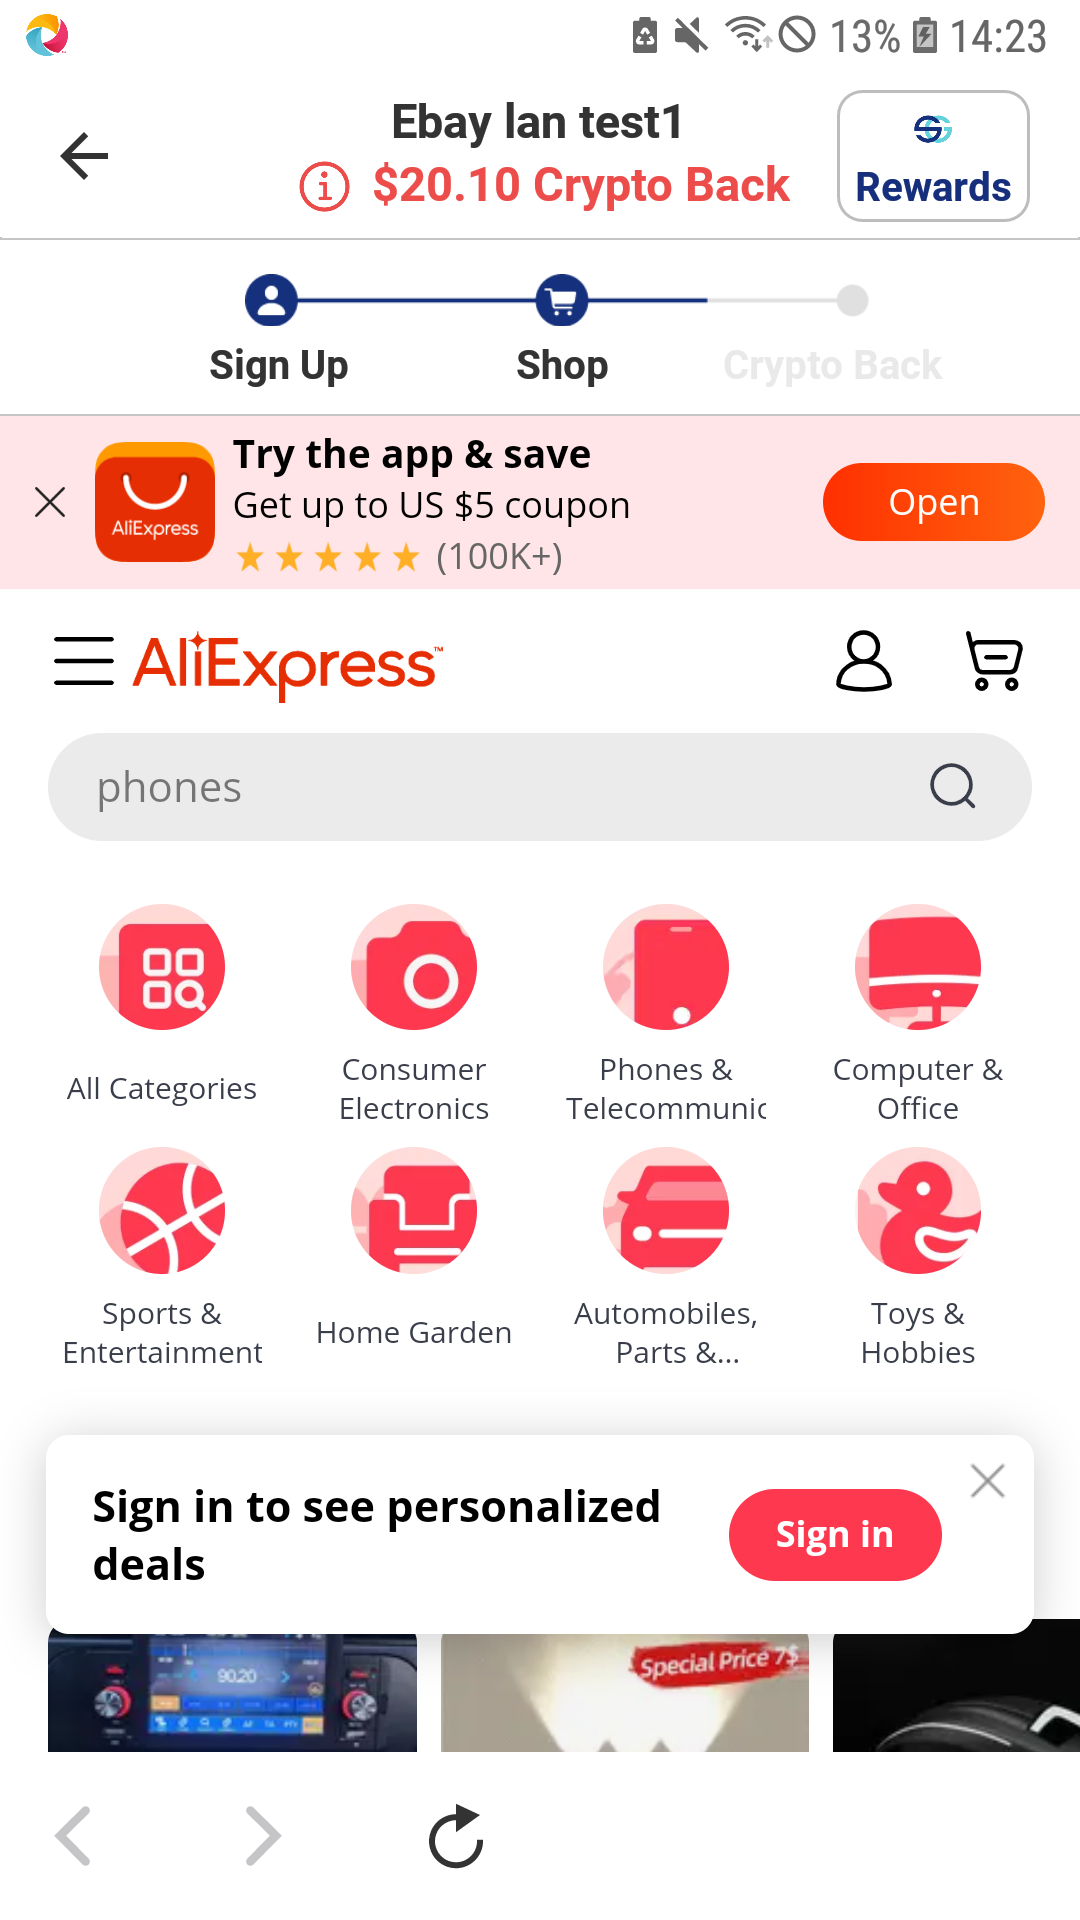 13% 14:23
Ebay lan test1
$20.10 Crypto Back
Rewards
Sign Up
Shop
Crypto Back
Try the app & save
AliExpress
Get up to US $5 coupon
(100K+)
Open
AliExpress™
phones
All Categories
Consumer
Electronics
Phones &
Telecommunic
Computer &
Office
Sports &
Entertainment
Home Garden
Automobiles,
Parts &...
Toys &
Hobbies
Sign in to see personalized
deals
Sign in
90.20
Special Price 7$